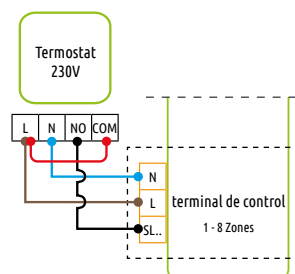 Termostat
230V
L N NO COM
N
L
SL..
terminal de control
1 - 8 Zones